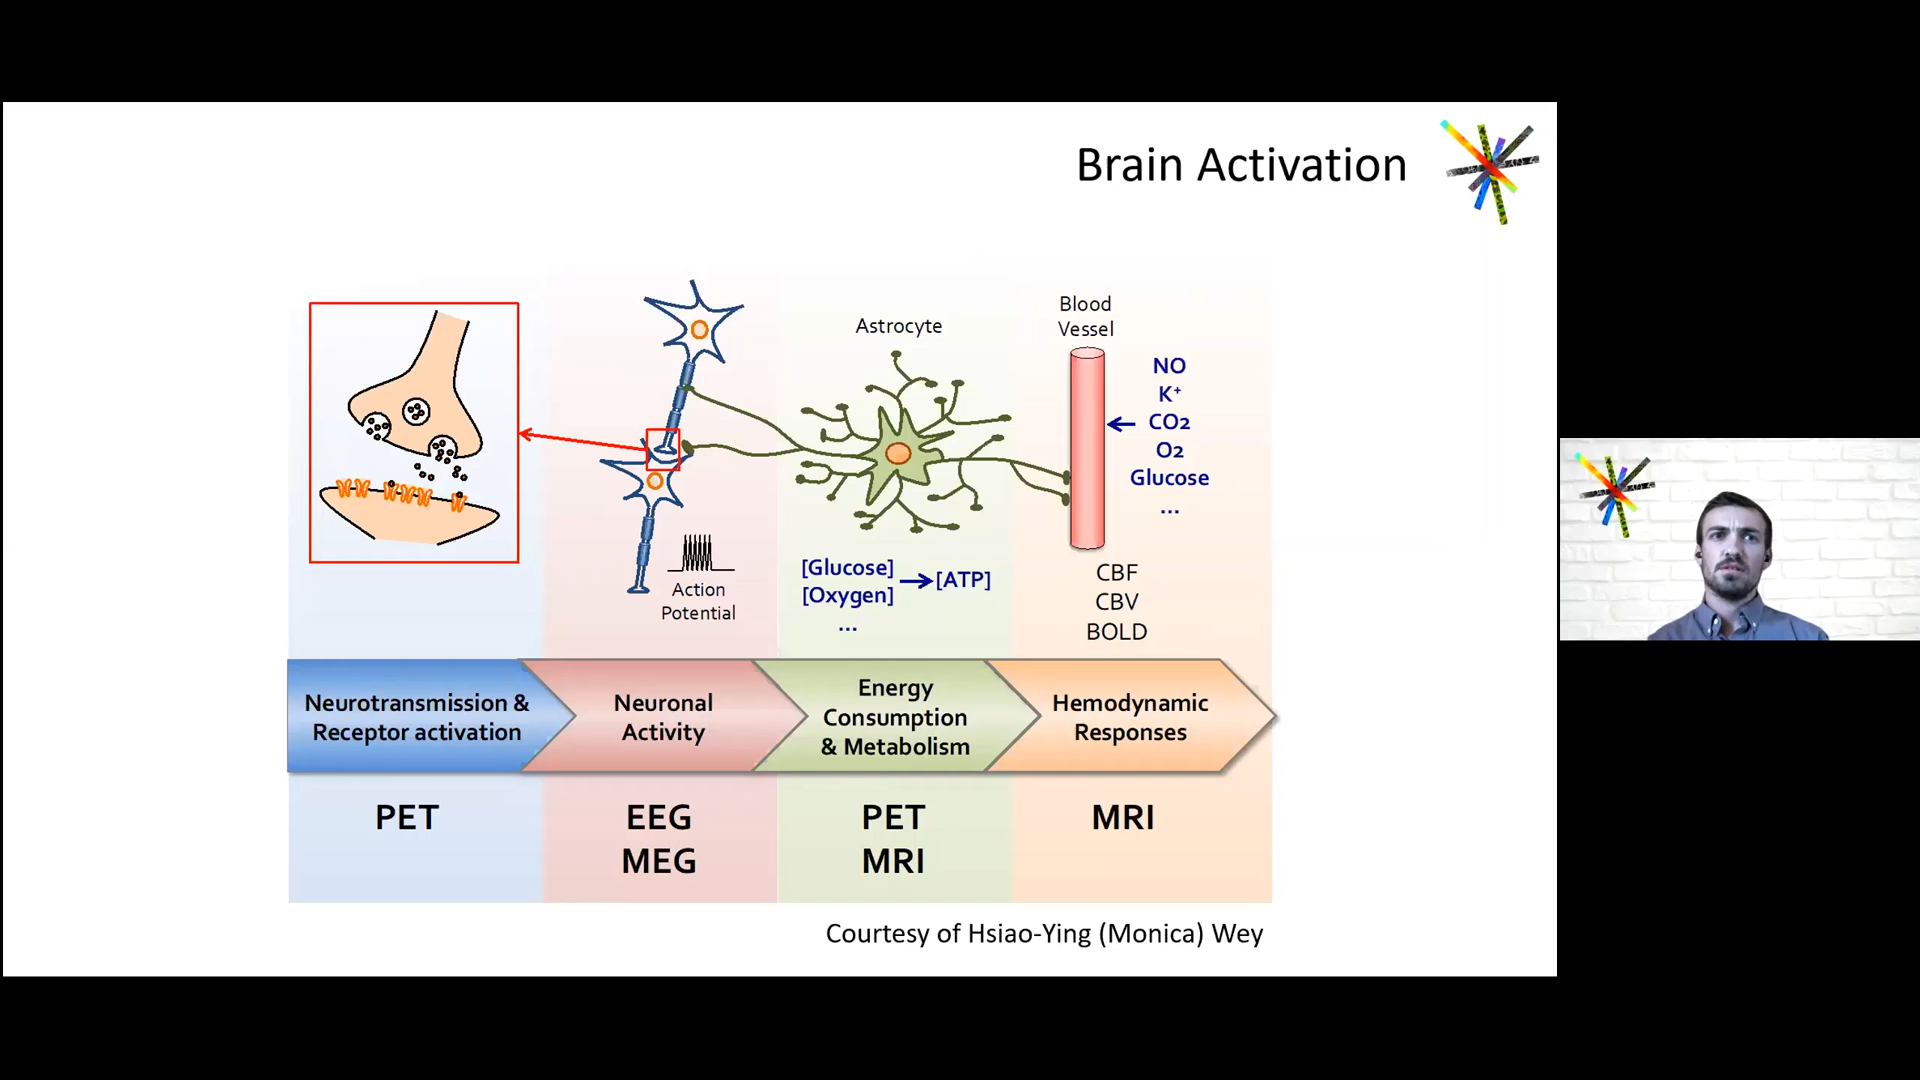 Brain Activation
Astrocyte
Blood
Vessel
NO
K⁺
CO2
O2
Glucose
...
Action
Potential
[Glucose]
[Oxygen]
...
[ATP]
CBF
CBV
BOLD
Neurotransmission &
Receptor activation
Neuronal
Activity
Energy
Consumption
& Metabolism
Hemodynamic
Responses
PET
EEG
MEG
PET
MRI
MRI
Courtesy of Hsiao-Ying (Monica) Wey